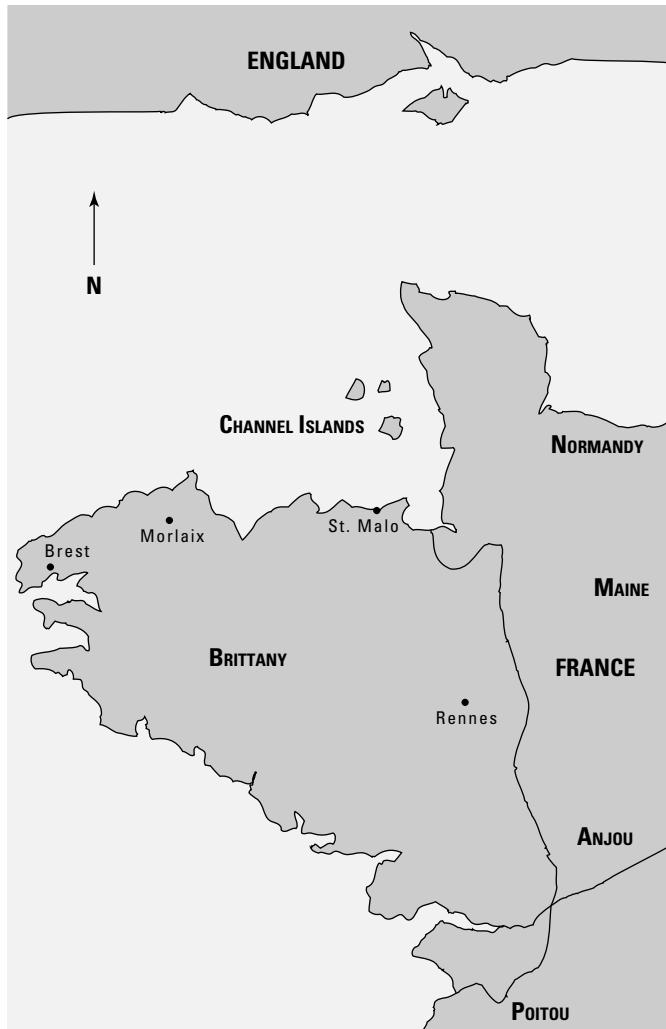 ENGLAND
N
CHANNEL ISLANDS
NORMANDY
St. Malo
Morlaix
Brest
MAINE
BRITTANY
FRANCE
Rennes
ANJOU
POITOU